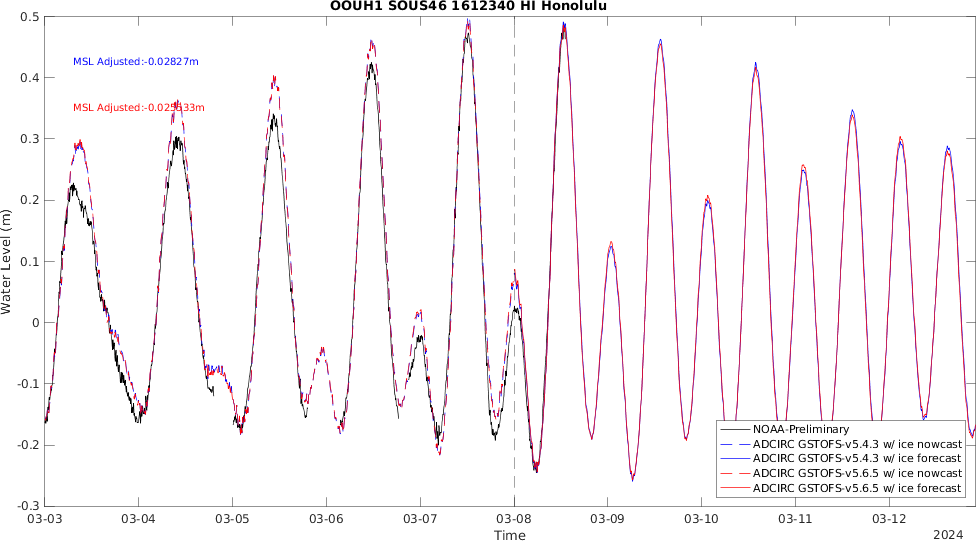 OOUH1 SOUS46 1612340 HI Honolulu
0.5
MSL Adjusted:-0.02827m
0.4
MSL Adjusted:-0.025833m
0.3
0.2
0.1
Water Level (m)
0
-0.1
-0.2
-0.3
NOAA-Preliminary
ADCIRC GSTOFS-v5.4.3 w/ ice nowcast
ADCIRC GSTOFS-v5.4.3 w/ ice forecast
ADCIRC GSTOFS-v5.6.5 w/ ice nowcast
ADCIRC GSTOFS-v5.6.5 w/ ice forecast
03-03 03-04 03-05 03-06 03-07 03-08 03-09 03-10 03-11 03-12
Time
2024